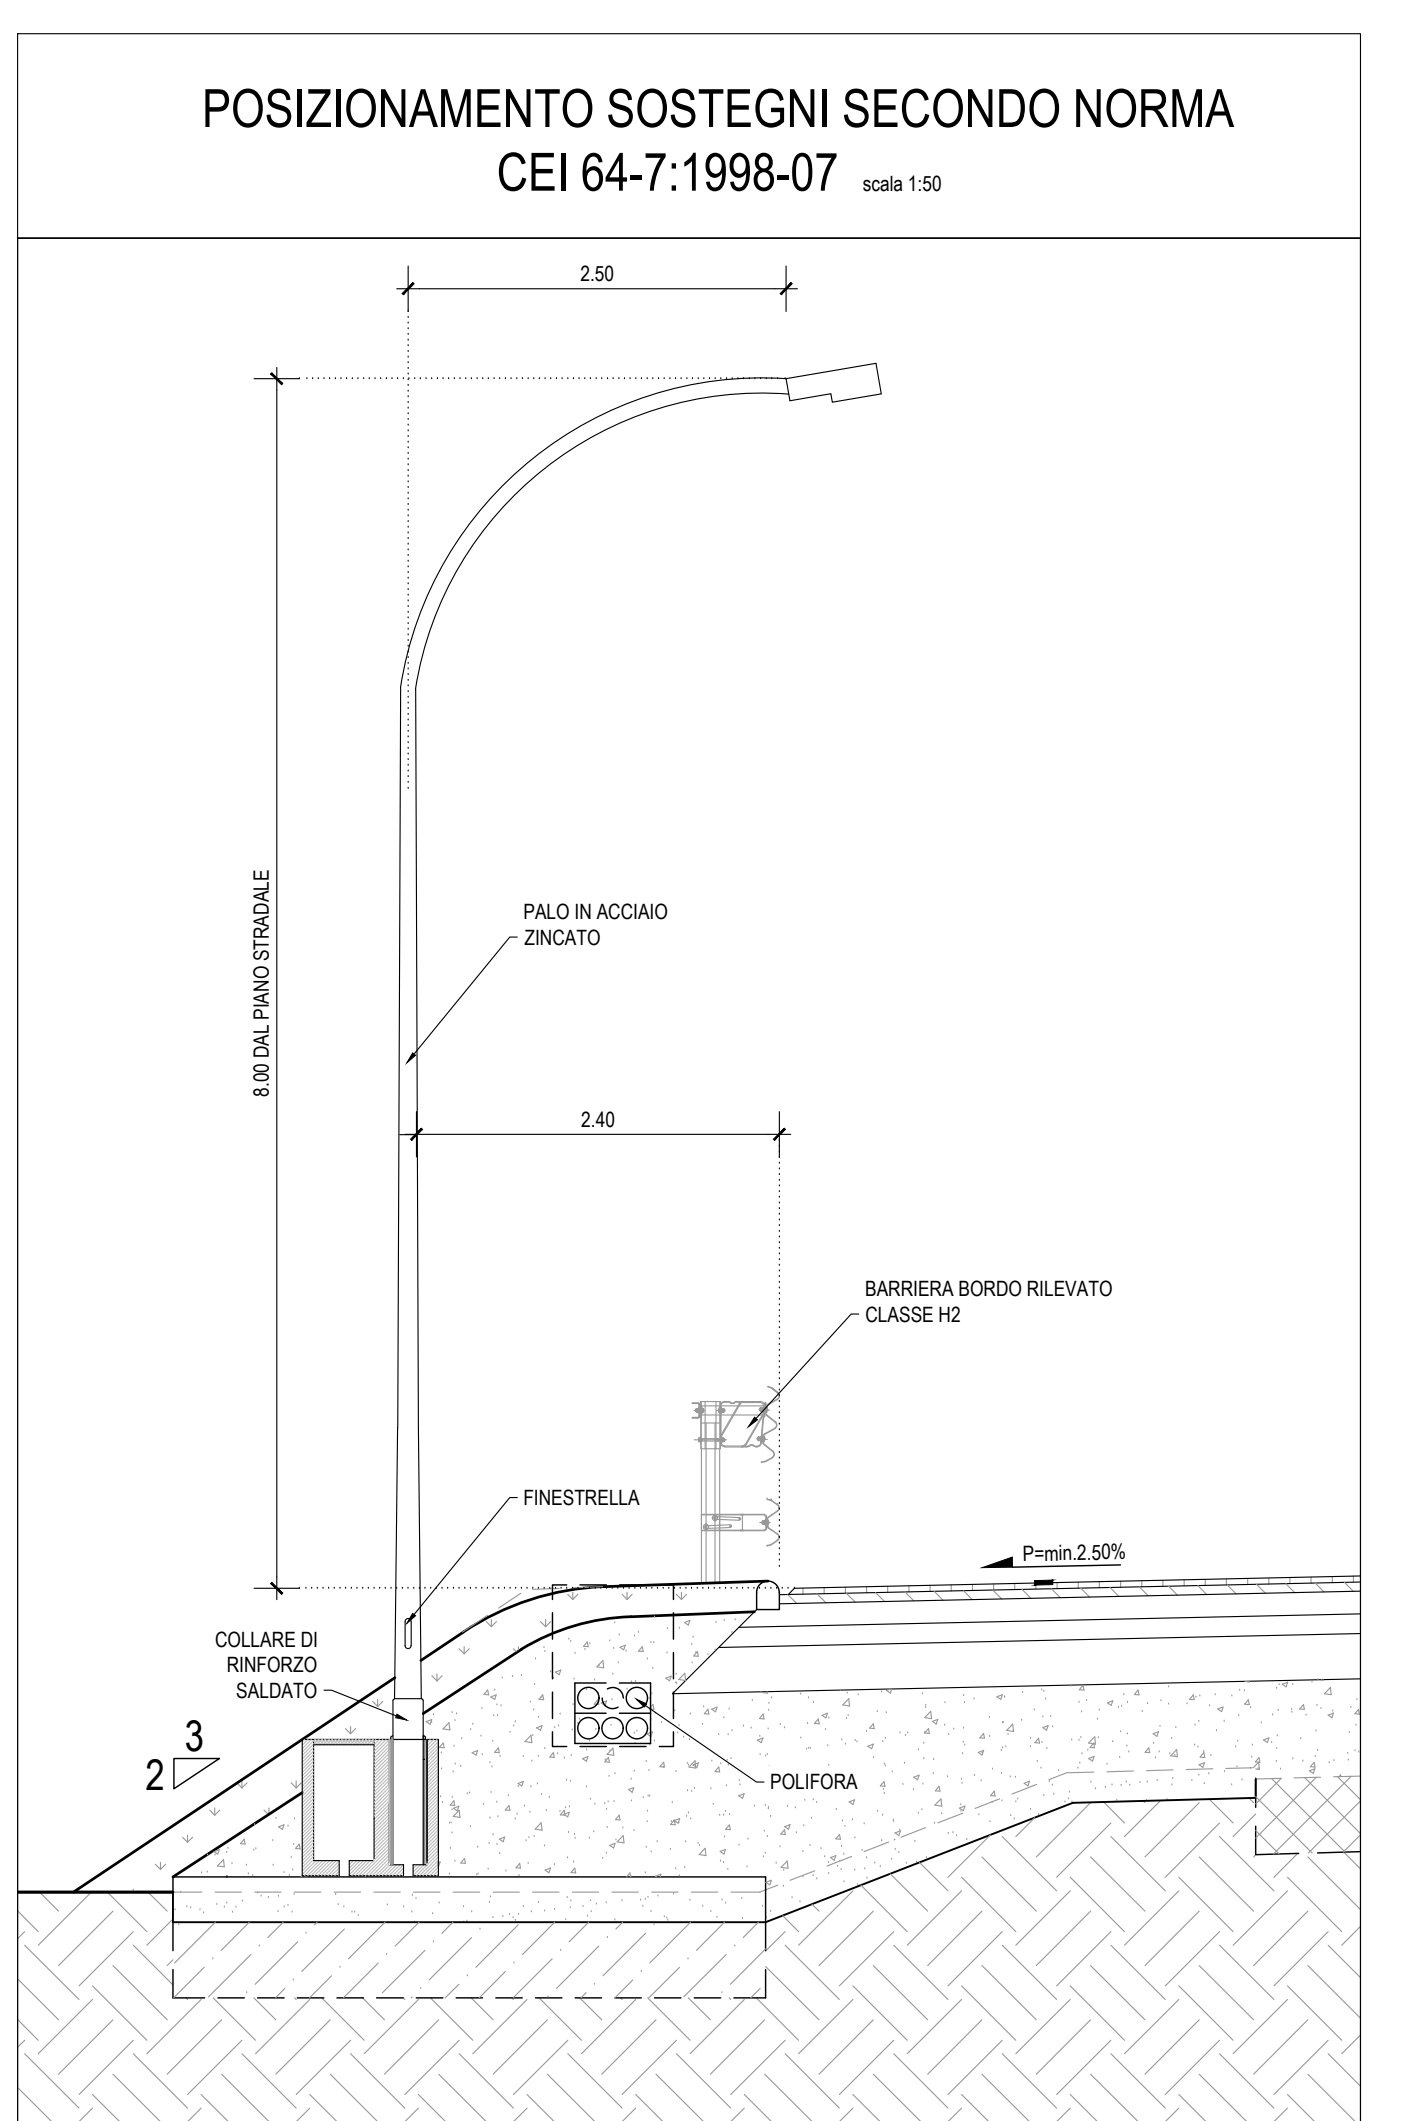 POSIZIONAMENTO SOSTEGNI SECONDO NORMA
CEI 64-7:1998-07 scala 1:50
2.50
8.00 DAL PIANO STRADALE
PALO IN ACCIAIO
ZINCATO
2.40
BARRIERA BORDO RILEVATO
CLASSE H2
FINESTRELLA
P=min.2.50%
COLLARE DI
RINFORZO
SALDATO
3
2
POLIFORA